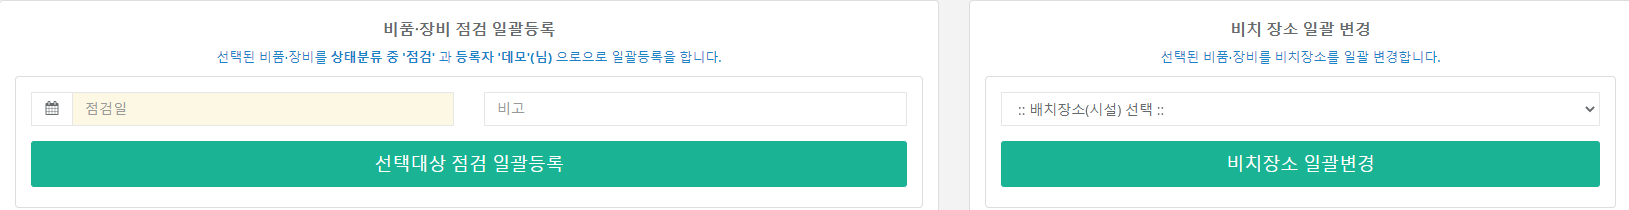 비품·장비 점검 일괄등록
선택된 비품·장비를 상태분류 중 '점검' 과 등록자 '데모'(님) 으로으로 일괄등록을 합니다.
점검일
비고
선택대상 점검 일괄등록
비치 장소 일괄 변경
선택된 비품·장비를 비치장소를 일괄 변경합니다.
:: 배치장소(시설) 선택 ::
비치장소 일괄변경